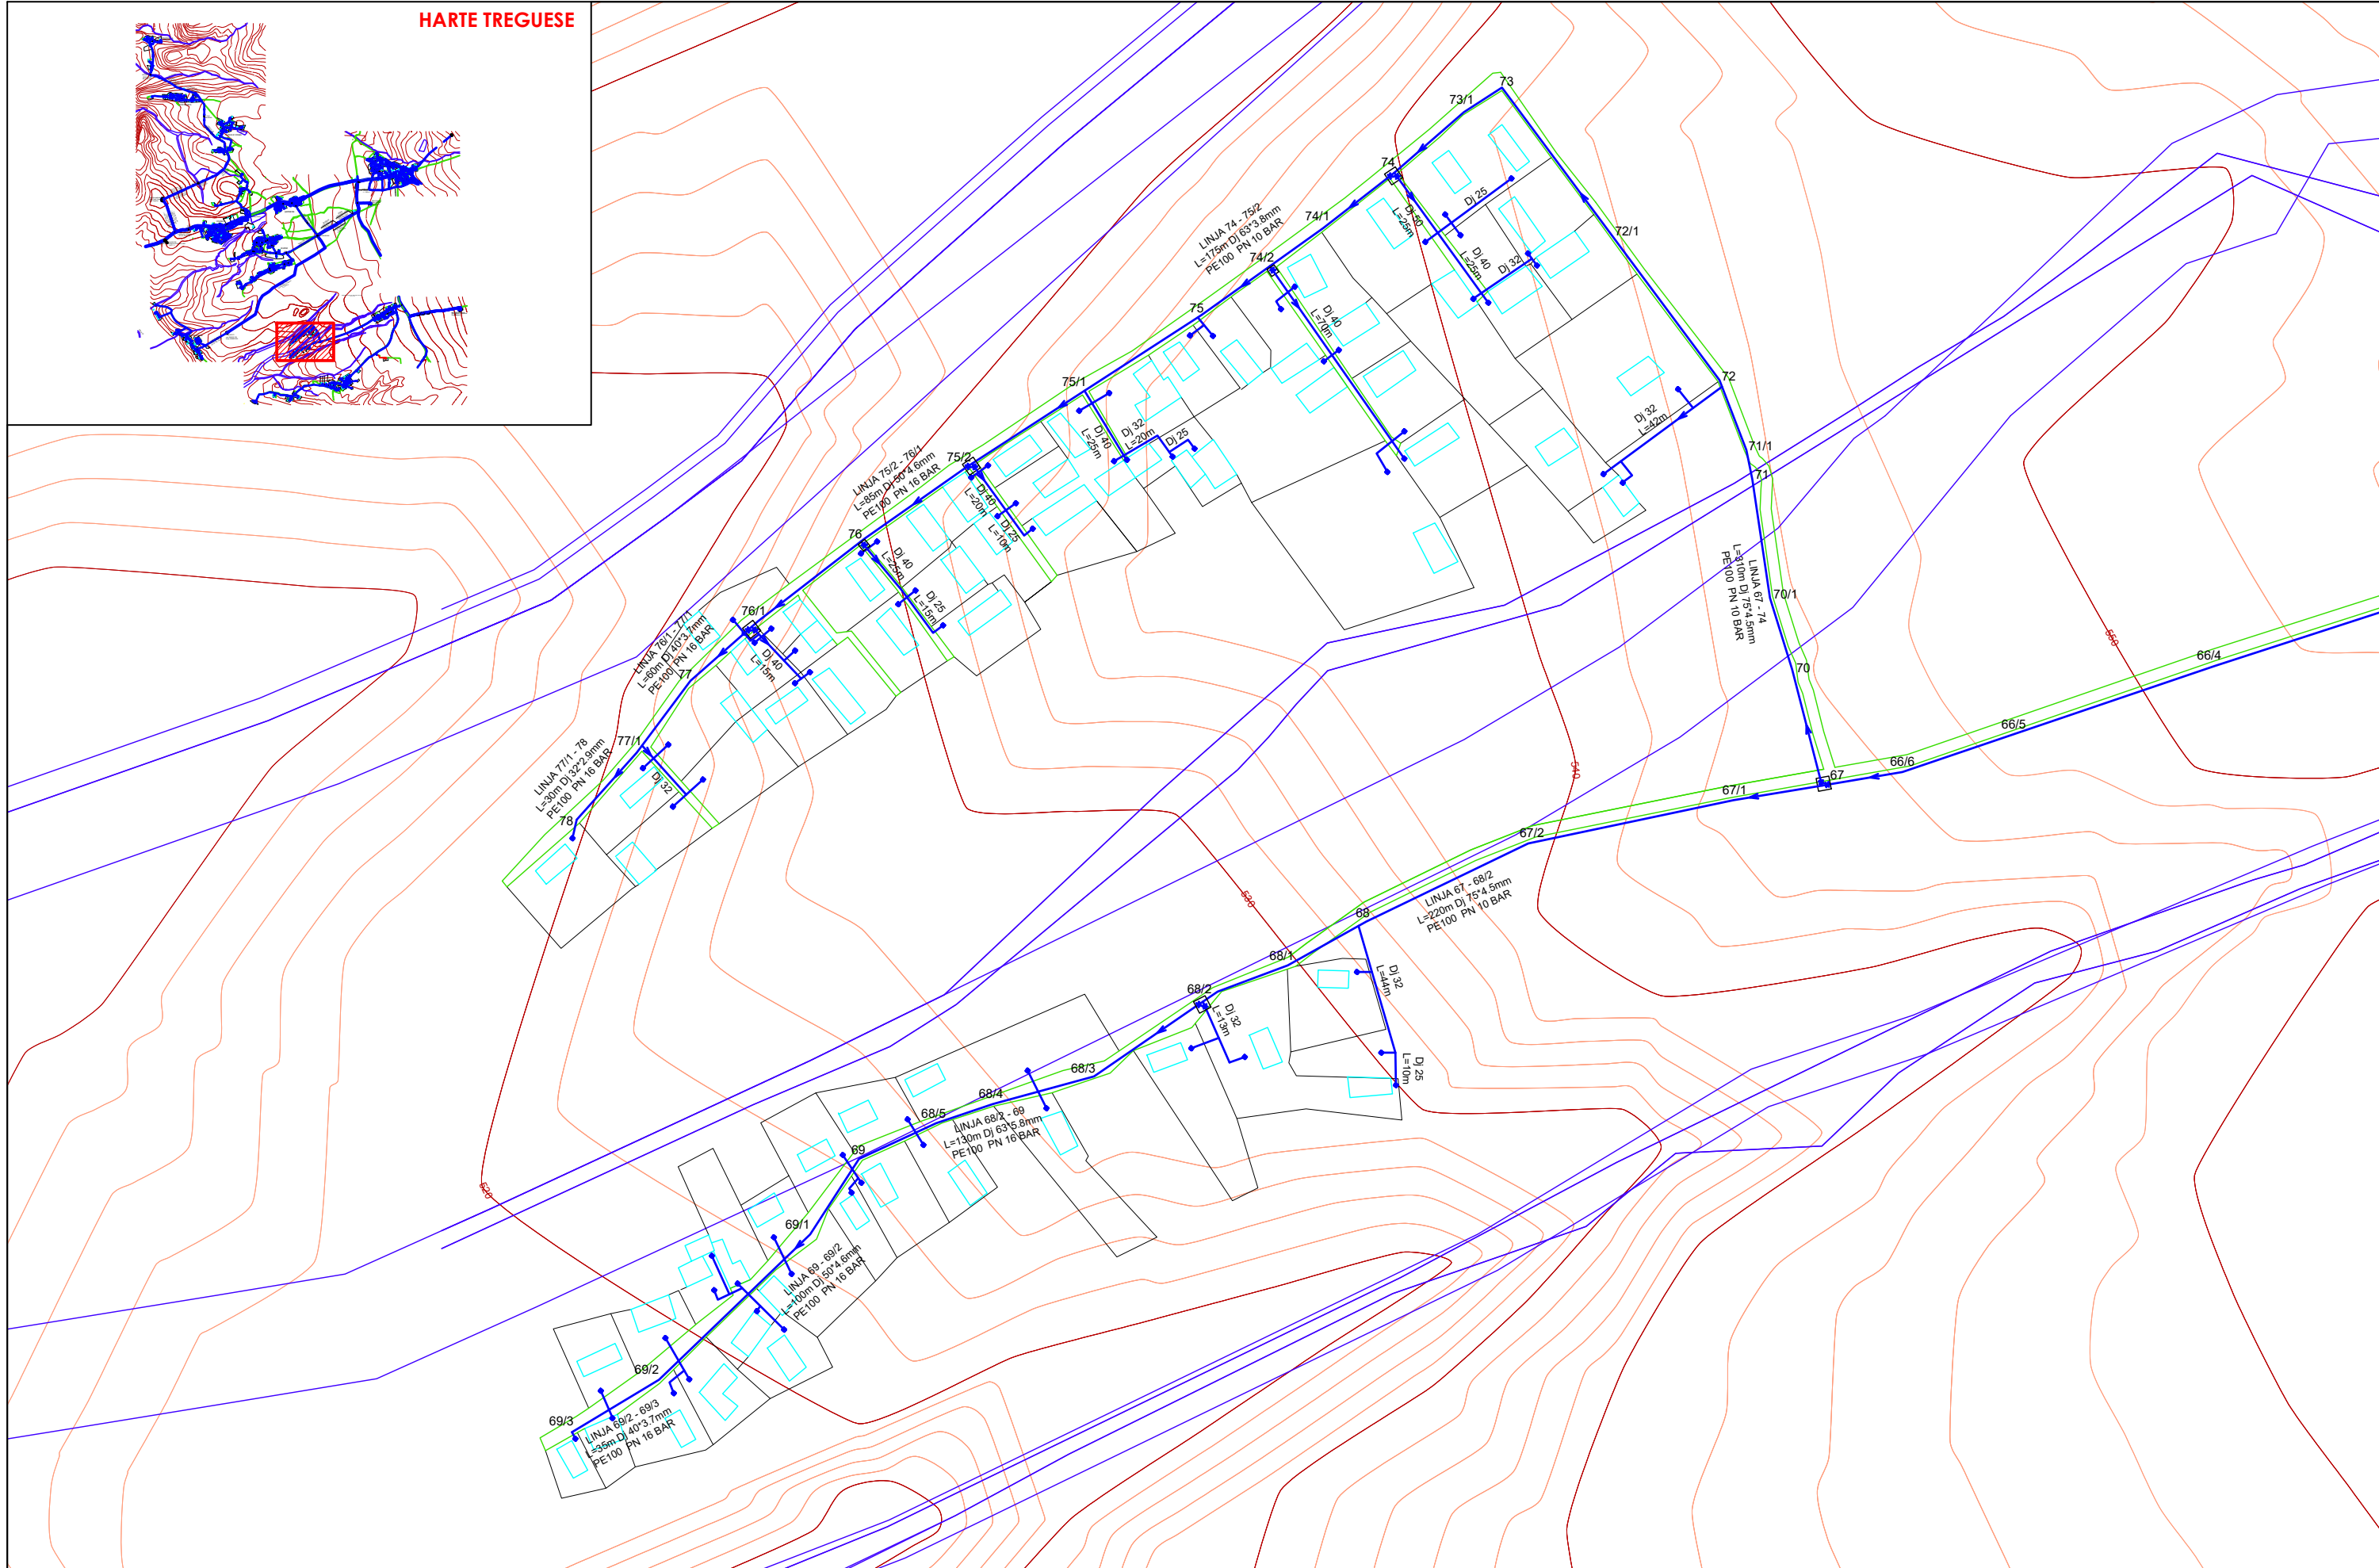 HARTE TREGUESE
73
73/1
74
Dj 25
Dj 50
L=25m
74/1
LINJA 74 - 75/2
L=175m Dj 63*3.8mm
PE100 PN 10 BAR
72/1
74/2
Dj 40
L=25m
Dj 32
75
Dj 40
L=70m
75/1
72
Dj 32
L=42m
Dj 40
L=25m
Dj 32
L=20m
Dj 25
71/1
71
75/2
LINJA 75/2 - 76/1
L=85m Dj 50*4.6mm
PE100 PN 16 BAR
Dj 40
L=20m
Dj 25
L=10m
76
Dj 40
L=25m
Dj 25
L=15m
LINJA 67 - 74
L=310m Dj 75*4.5mm
PE100 PN 10 BAR
70/1
76/1
LINJA 76/1 - 77/1
L=60m Dj 40*3.7mm
PE100 PN 16 BAR
Dj 40
L=15m
77
70
550
66/4
66/5
77/1
LINJA 77/1 - 78
L=30m Dj 32*2.9mm
PE100 PN 16 BAR
Dj 32
78
540
66/6
67
67/1
67/2
530
LINJA 67 - 68/2
L=220m Dj 75*4.5mm
PE100 PN 10 BAR
68
68/1
Dj 32
L=44m
68/2
Dj 32
L=13m
Dj 25
L=10m
68/3
68/4
68/5
LINJA 68/2 - 69
L=130m Dj 63*5.8mm
PE100 PN 16 BAR
69
520
69/1
LINJA 69 - 69/2
L=100m Dj 50*4.6mm
PE100 PN 16 BAR
69/2
69/3
LINJA 69/2 - 69/3
L=35m Dj 40*3.7mm
PE100 PN 16 BAR